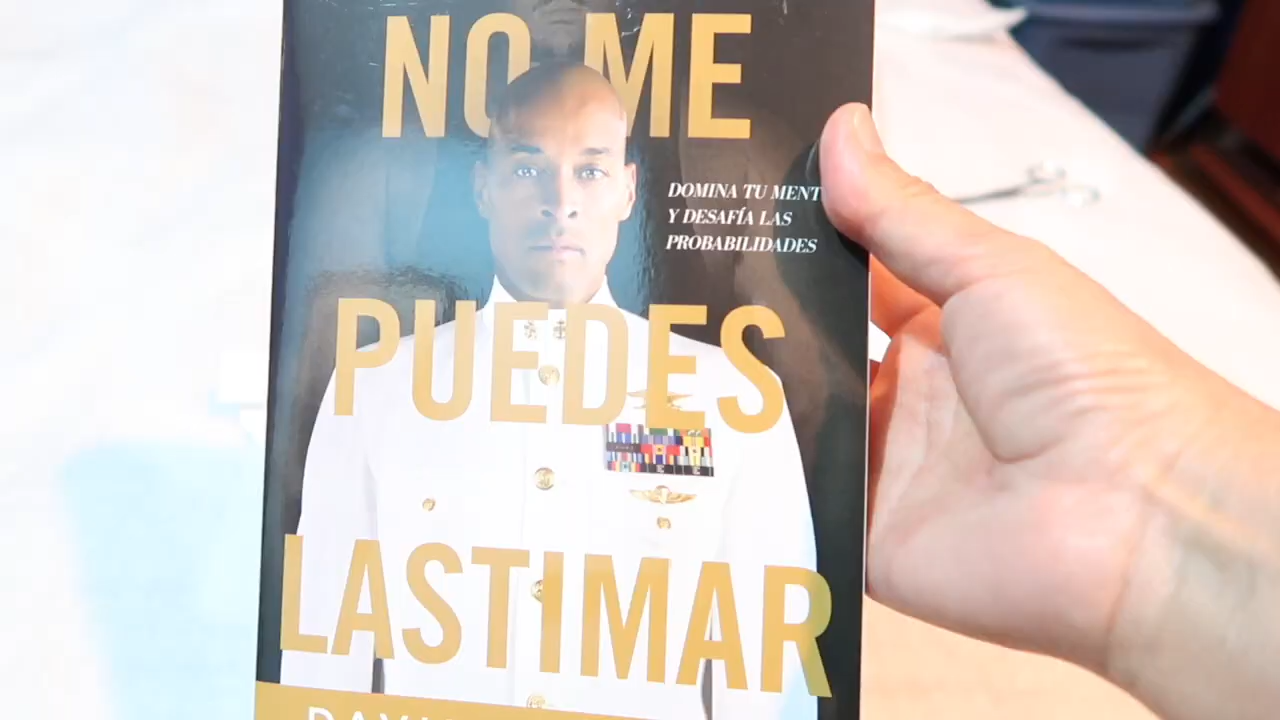 NO ME
DOMINA TU MENT
Y DESAFÍA LAS
PROBABILIDADES
PUEDES
LASTIMAR